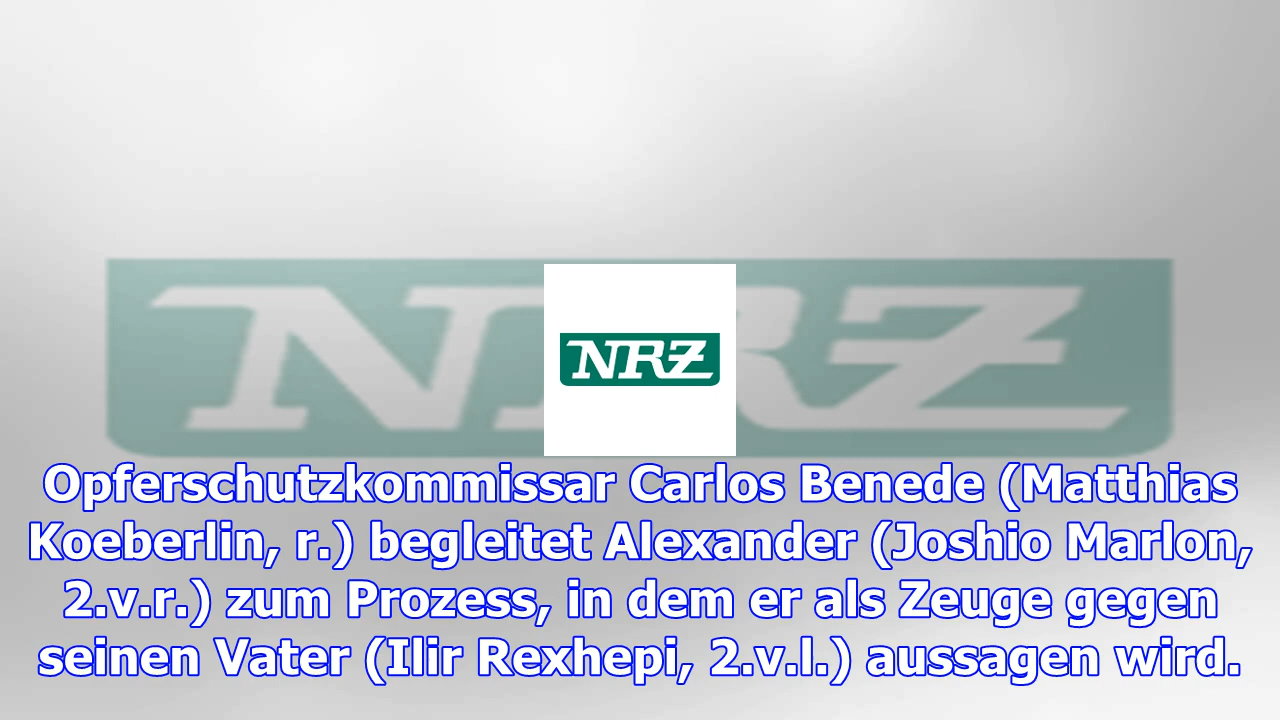 NRZ
NRZ
Opferschutzkommissar Carlos Benede (Matthias
Koeberlin, r.) begleitet Alexander (Joshio Marlon,
2.v.r.) zum Prozess, in dem er als Zeuge gegen
seinen Vater (Ilir Rexhepi, 2.v.l.) aussagen wird.